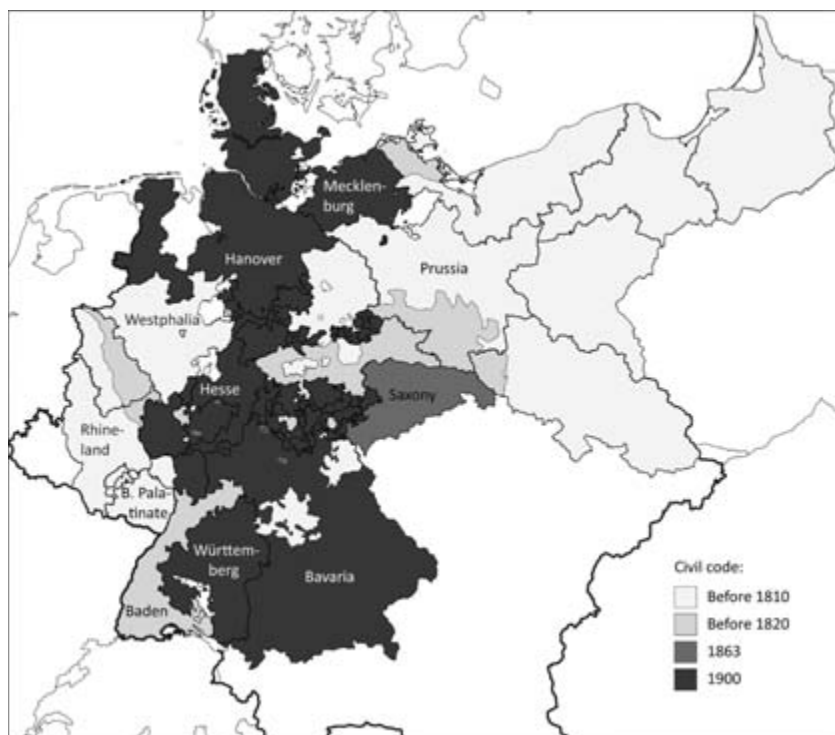 Mecklen-
burg
Hanover
Prussia
Westphalia
Hesse
Saxony
Rhine-
land
B. Pala-
tinate
Württem-
berg
Bavaria
Baden
Civil code:
Before 1810
Before 1820
1863
1900